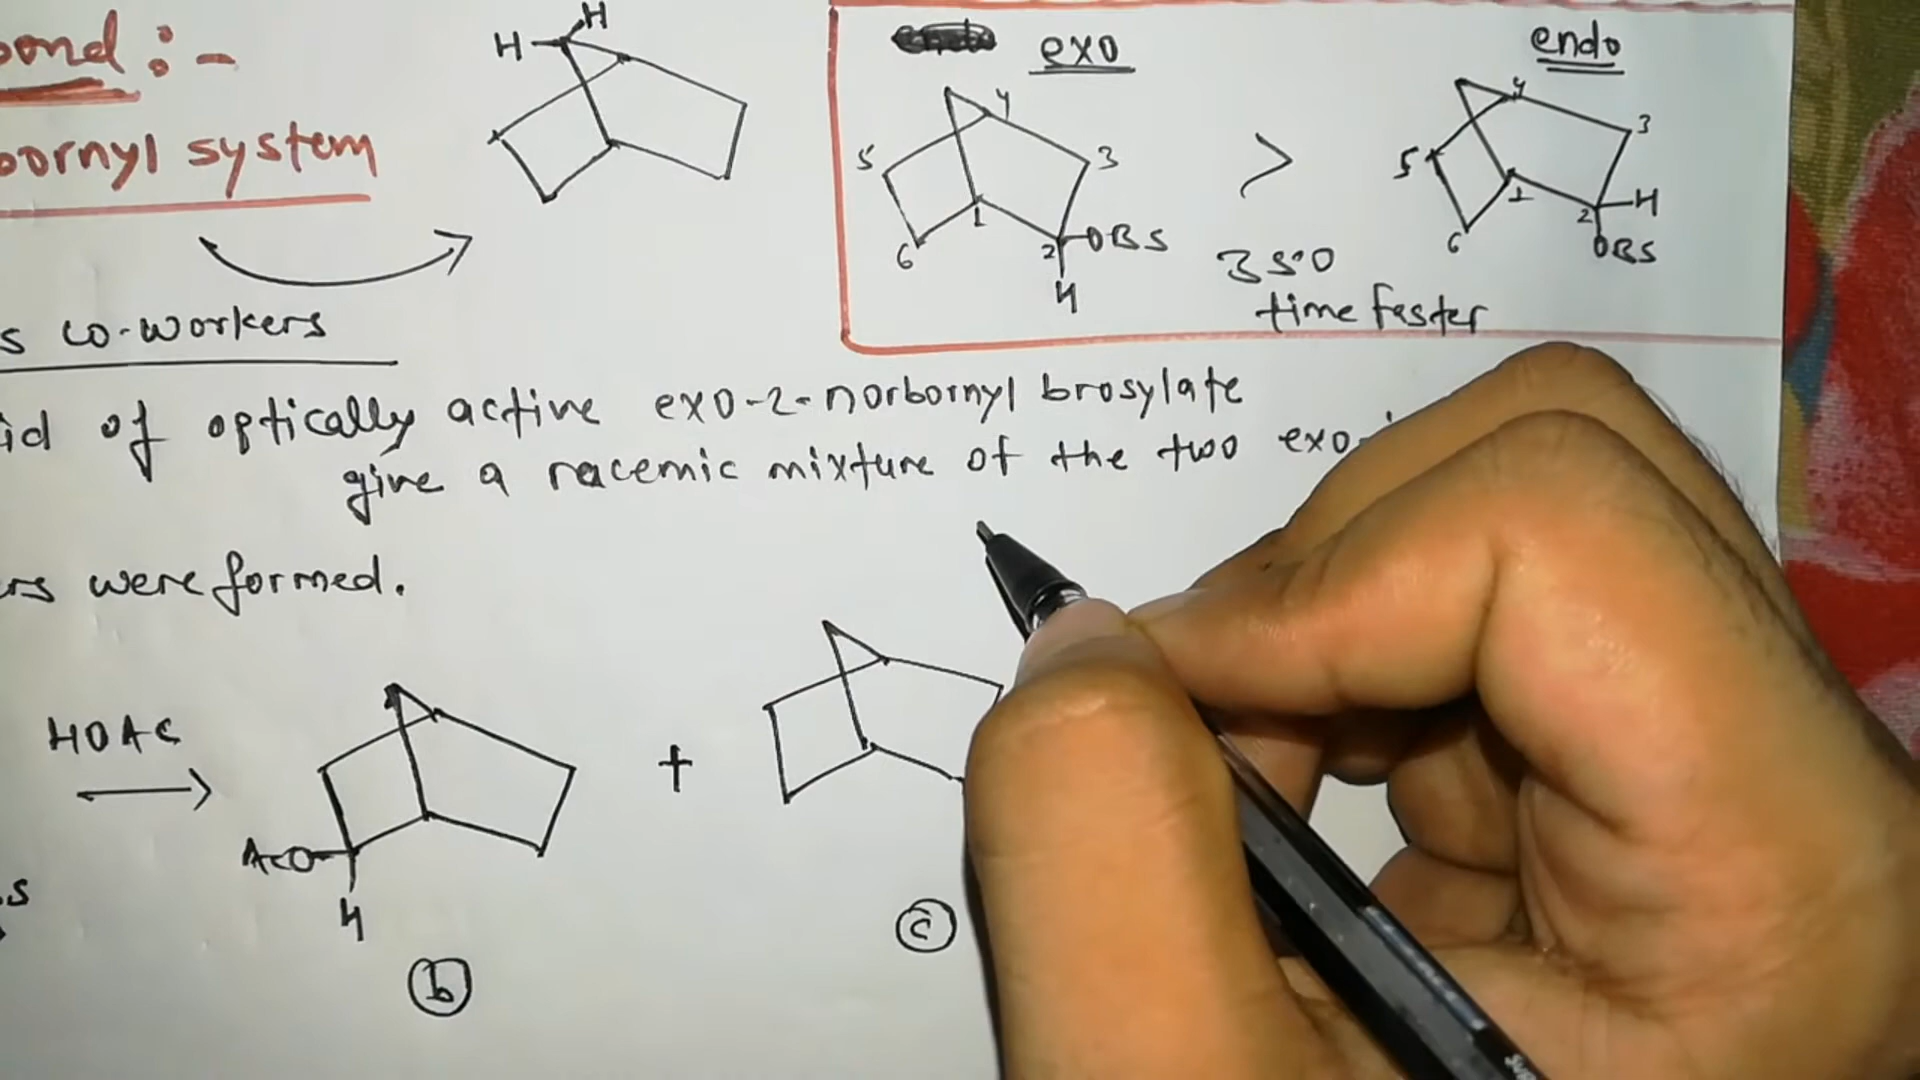 ond :-
bornyl system
H H
exo
endo
4
5
3
1
6
2
OBS
H
>
350
time faster
4
5
3
1
2
H
6
OBS
s co-workers
id of optically active exo-2-norbornyl brosylate
give a racemic mixture of the two exo-
rs were formed.
HOAC
+
AcO
H
b
c
s